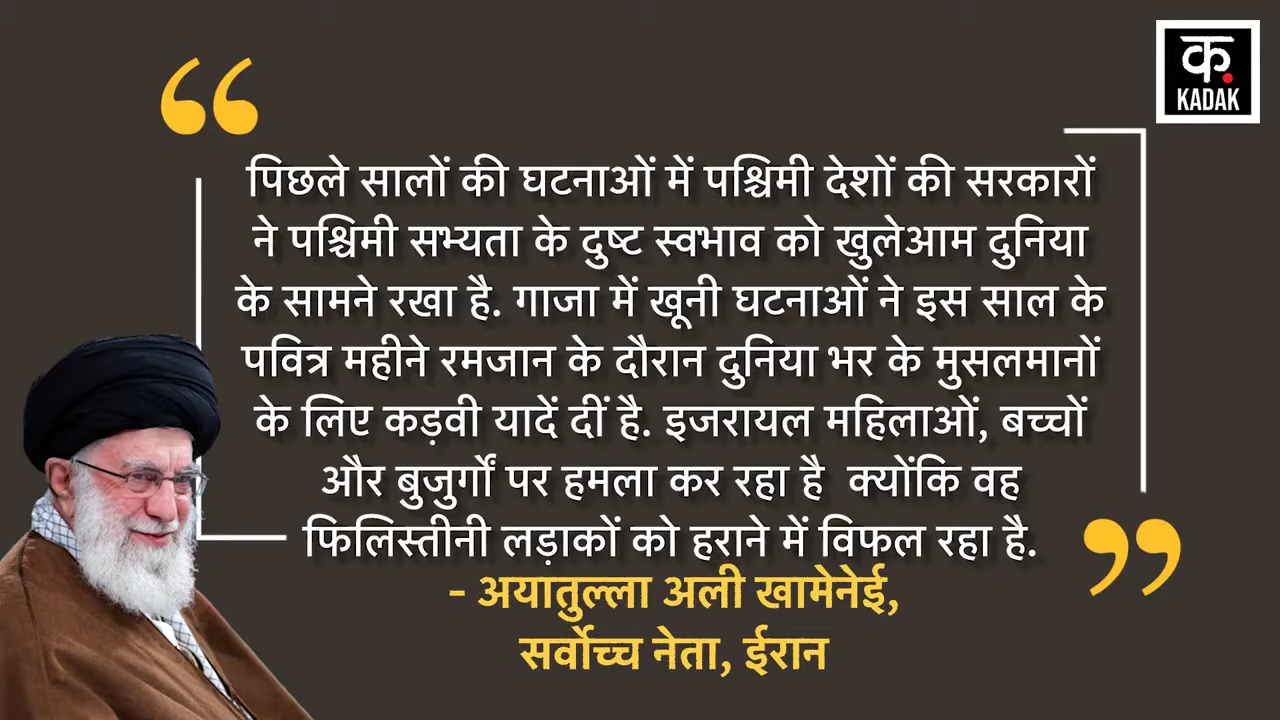 क.
KADAK
पिछले सालों की घटनाओं में पश्चिमी देशों की सरकारों
ने पश्चिमी सभ्यता के दुष्ट स्वभाव को खुलेआम दुनिया
के सामने रखा है. गाजा में खूनी घटनाओं ने इस साल के
पवित्र महीने रमजान के दौरान दुनिया भर के मुसलमानों
के लिए कड़वी यादें दीं है. इजरायल महिलाओं, बच्चों
और बुजुर्गों पर हमला कर रहा है  क्योंकि वह
फिलिस्तीनी लड़ाकों को हराने में विफल रहा है.
- अयातुल्ला अली खामेनेई,
सर्वोच्च नेता, ईरान